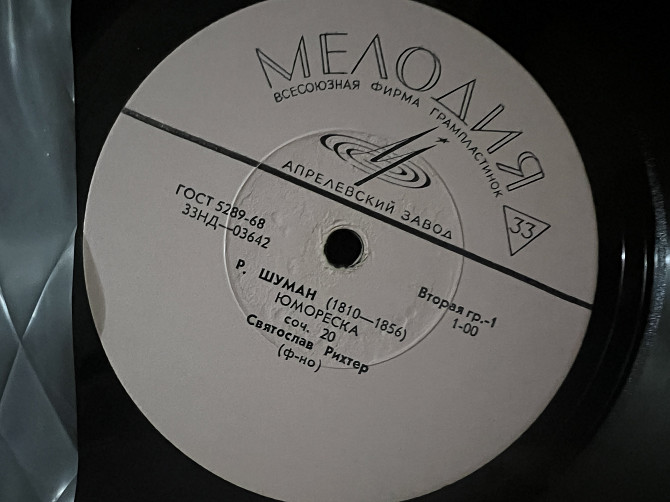 МЕЛОДИЯ
ВСЕСОЮЗНАЯ ФИРМА ГРАМПЛАСТИНОК
АПРЕЛЕВСКИЙ ЗАВОД
33
ГОСТ 5289-68
33НД—03642
Вторая гр.-1
1-00
Р. ШУМАН (1810—1856)
ЮМОРЕСКА
соч. 20
Святослав Рихтер
(ф-но)